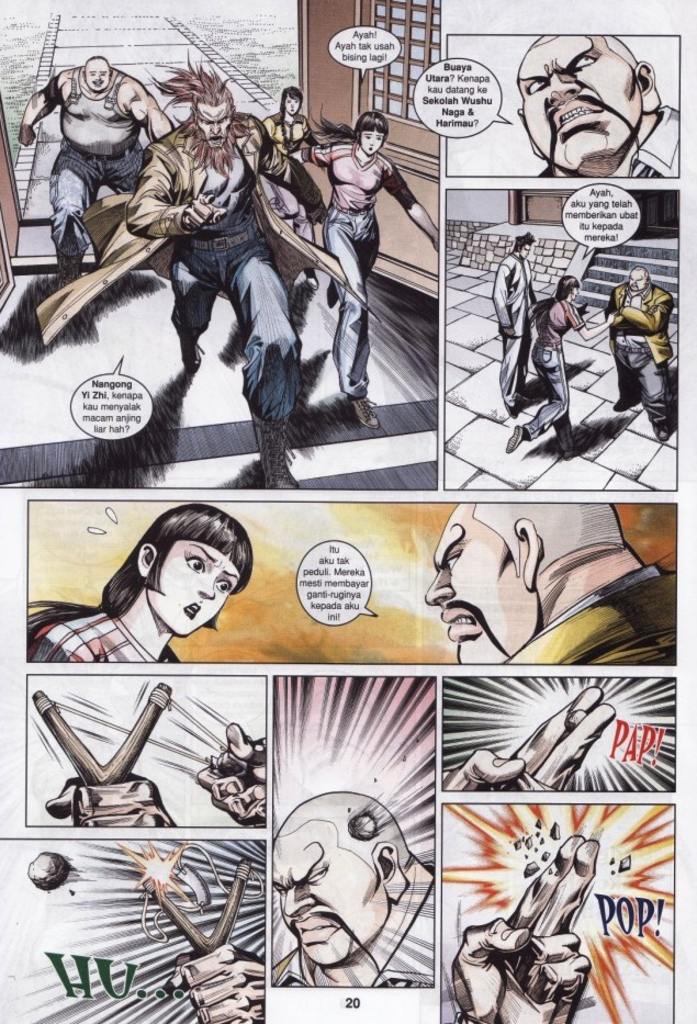 Ayah!
Ayah tak usah
bising lagi!
Nangong
Yi Zhi, kenapa
kau menyalak
macam anjing
liar hah?
Buaya
Utara? Kenapa
kau datang ke
Sekolah Wushu
Naga &
Harimau?
Ayah,
aku yang telah
memberikan ubat
itu kepada
mereka!
Itu
aku tak
peduli. Mereka
mesti membayar
ganti-ruginya
kepada aku
ini!
HU...
PAP!
POP!
20